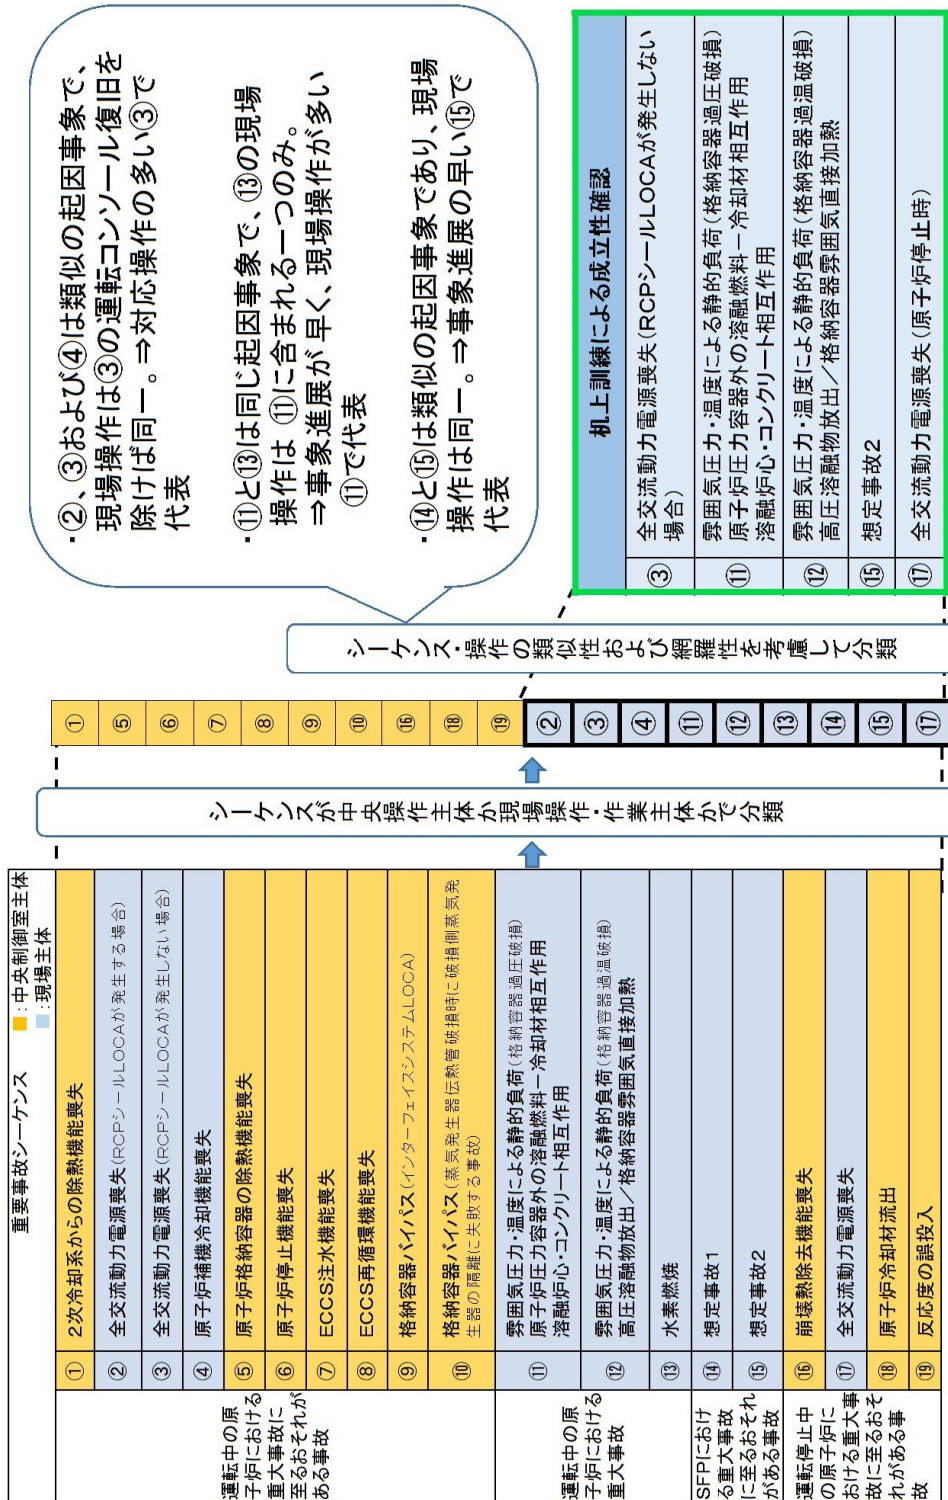 重要事故シーケンス
■:中央制御室主体
■:現場主体
運転中の原
子炉における
重大事故に
至るおそれが
ある事故
① 2次冷却系からの除熱機能喪失
② 全交流動力電源喪失(RCPシールLOCAが発生する場合)
③ 全交流動力電源喪失(RCPシールLOCAが発生しない場合)
④ 原子炉補機冷却機能喪失
⑤ 原子炉格納容器の除熱機能喪失
⑥ 原子炉停止機能喪失
⑦ ECCS注水機能喪失
⑧ ECCS再循環機能喪失
⑨ 格納容器バイパス(インターフェイスシステムLOCA)
⑩ 格納容器バイパス(蒸気発生器伝熱管破損時に破損側蒸気発
生器の隔離に失敗する事故)
運転中の原
子炉における
重大事故
⑪ 雰囲気圧力・温度による静的負荷(格納容器過圧破損)
原子炉圧力容器外の溶融燃料-冷却材相互作用
溶融炉心・コンクリート相互作用
⑫ 雰囲気圧力・温度による静的負荷(格納容器過温破損)
高圧溶融物放出/格納容器雰囲気直接加熱
⑬ 水素燃焼
SFPにおけ
る重大事故
に至るおそれ
がある事故
⑭ 想定事故1
⑮ 想定事故2
運転停止中
の原子炉に
おける重大事
故に至るおそ
れがある事
故
⑯ 崩壊熱除去機能喪失
⑰ 全交流動力電源喪失
⑱ 原子炉冷却材流出
⑲ 反応度の誤投入
シーケンスが中央操作主体か現場操作・作業主体かで分類
①
⑤
⑥
⑦
⑧
⑨
⑩
⑯
⑱
⑲
②
③
④
⑪
⑫
⑬
⑭
⑮
⑰
シーケンス・操作の類似性および網羅性を考慮して分類
・②、③および④は類似の起因事象で、
現場操作は③の運転コンソール復旧を
除けば同一。⇒対応操作の多い③で
代表
・⑪と⑬は同じ起因事象で、⑬の現場
操作は ⑪に含まれる一つのみ。
⇒事象進展が早く、現場操作が多い
⑪で代表
・⑭と⑮は類似の起因事象であり、現場
操作は同一。⇒事象進展の早い⑮で
代表
机上訓練による成立性確認
③ 全交流動力電源喪失(RCPシールLOCAが発生しない
場合)
⑪ 雰囲気圧力・温度による静的負荷(格納容器過圧破損)
原子炉圧力容器外の溶融燃料-冷却材相互作用
溶融炉心・コンクリート相互作用
⑫ 雰囲気圧力・温度による静的負荷(格納容器過温破損)
高圧溶融物放出/格納容器雰囲気直接加熱
⑮ 想定事故2
⑰ 全交流動力電源喪失(原子炉停止時)